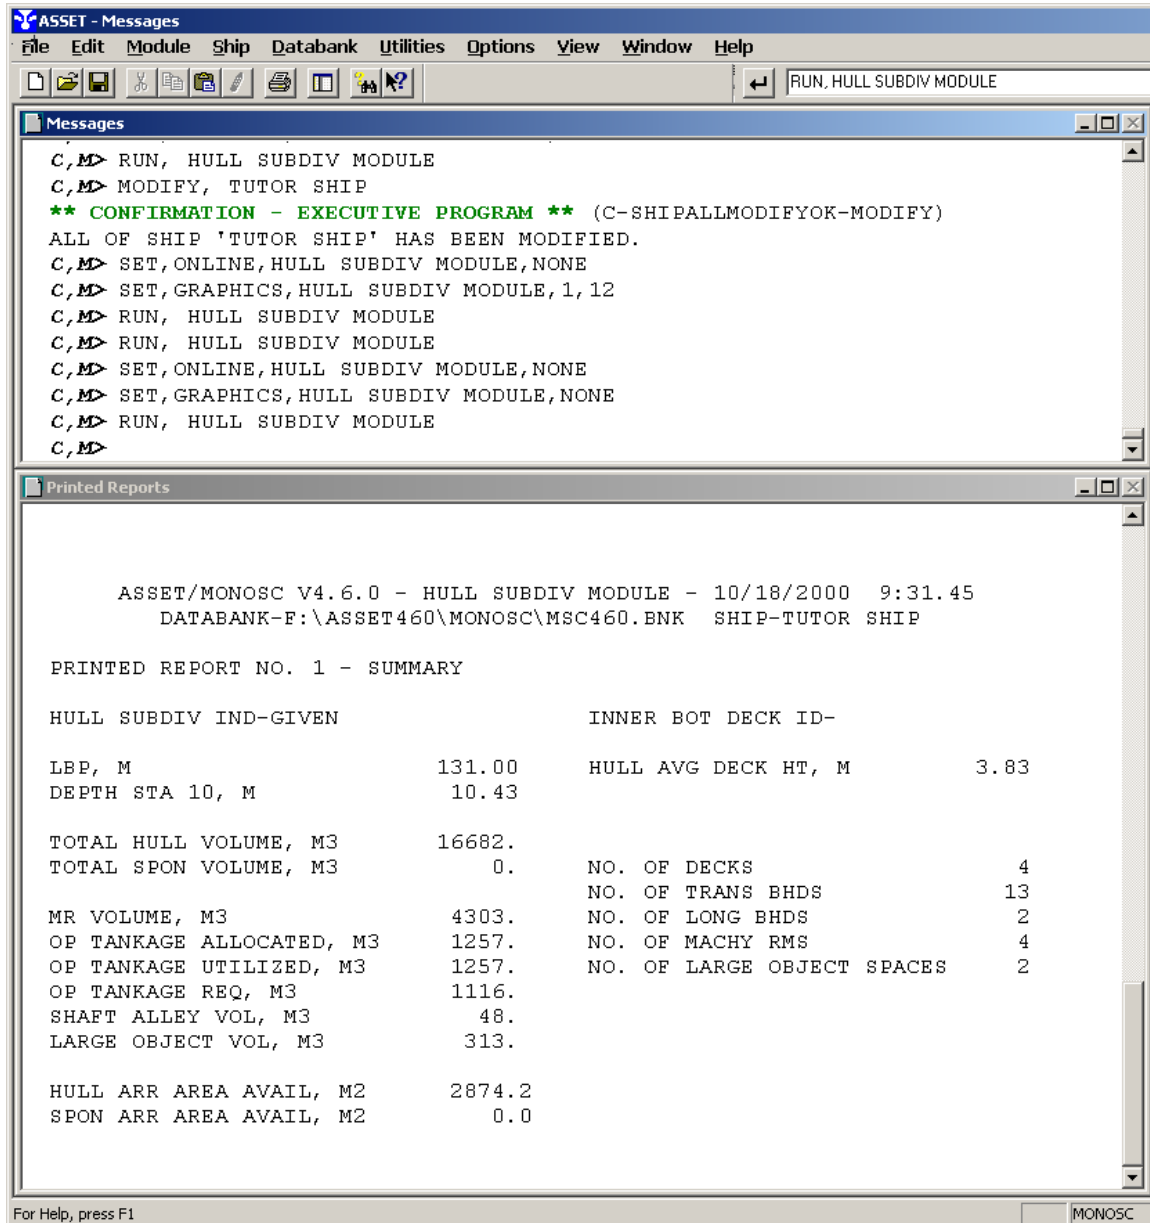 ASSET - Messages
File Edit Module Ship Databank Utilities Options View Window Help
RUN, HULL SUBDIV MODULE
Messages
C,M> RUN, HULL SUBDIV MODULE
C,M> MODIFY, TUTOR SHIP
** CONFIRMATION - EXECUTIVE PROGRAM ** (C-SHIPALLMODIFYOK-MODIFY)
ALL OF SHIP 'TUTOR SHIP' HAS BEEN MODIFIED.
C,M> SET,ONLINE,HULL SUBDIV MODULE,NONE
C,M> SET,GRAPHICS,HULL SUBDIV MODULE,1,12
C,M> RUN, HULL SUBDIV MODULE
C,M> RUN, HULL SUBDIV MODULE
C,M> SET,ONLINE,HULL SUBDIV MODULE,NONE
C,M> SET,GRAPHICS,HULL SUBDIV MODULE,NONE
C,M> RUN, HULL SUBDIV MODULE
C,M>
Printed Reports
ASSET/MONOSC V4.6.0 - HULL SUBDIV MODULE - 10/18/2000 9:31.45
DATABANK-F:\ASSET460\MONOSC\MSC460.BNK SHIP-TUTOR SHIP
PRINTED REPORT NO. 1 - SUMMARY
HULL SUBDIV IND-GIVEN INNER BOT DECK ID-
LBP, M 131.00 HULL AVG DECK HT, M 3.83
DEPTH STA 10, M 10.43
TOTAL HULL VOLUME, M3 16682.
TOTAL SPON VOLUME, M3 0. NO. OF DECKS 4
NO. OF TRANS BHDS 13
MR VOLUME, M3 4303. NO. OF LONG BHDS 2
OP TANKAGE ALLOCATED, M3 1257. NO. OF MACHY RMS 4
OP TANKAGE UTILIZED, M3 1257. NO. OF LARGE OBJECT SPACES 2
OP TANKAGE REQ, M3 1116.
SHAFT ALLEY VOL, M3 48.
LARGE OBJECT VOL, M3 313.
HULL ARR AREA AVAIL, M2 2874.2
SPON ARR AREA AVAIL, M2 0.0
For Help, press F1 MONOSC